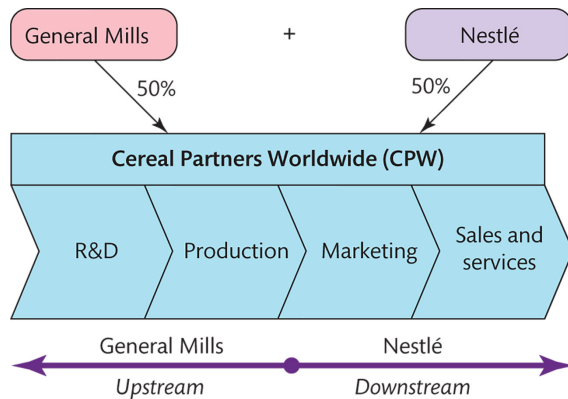 General Mills + Nestlé
50% 50%
Cereal Partners Worldwide (CPW)
R&D Production Marketing Sales and
services
General Mills Nestlé
Upstream Downstream